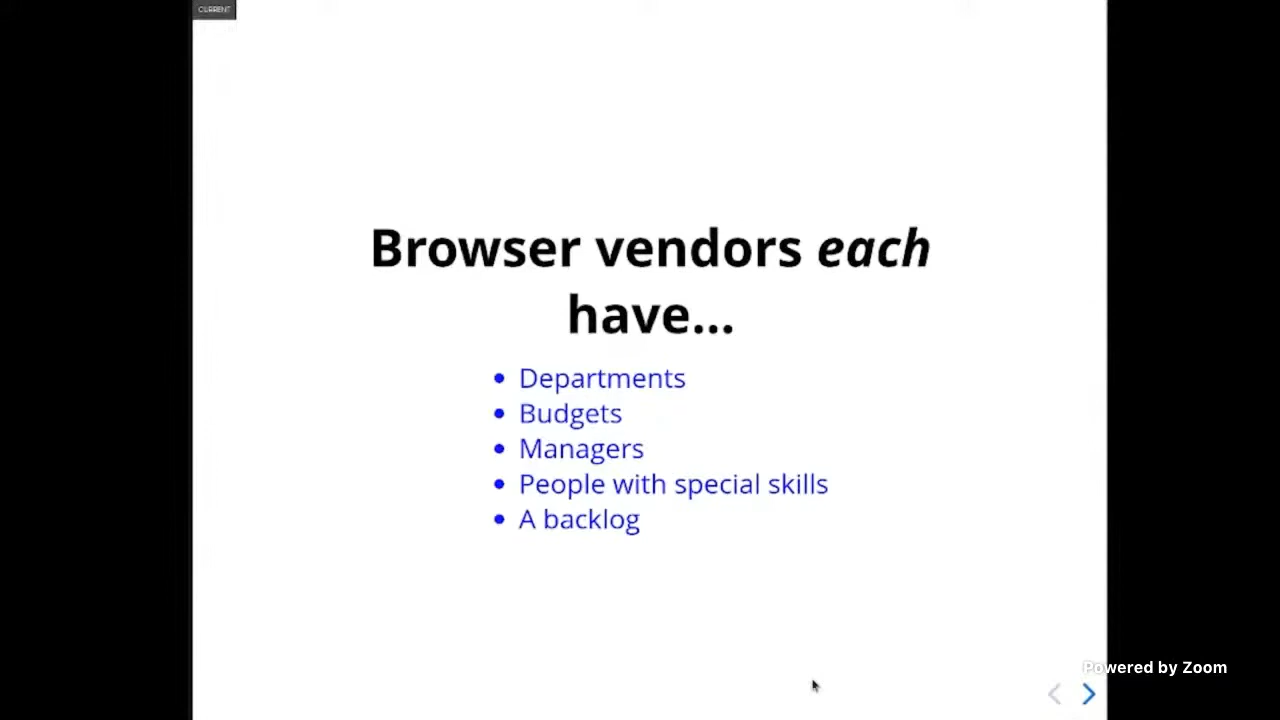 CURRENT
Browser vendors each
have...
• Departments
• Budgets
• Managers
• People with special skills
• A backlog
Powered by Zoom